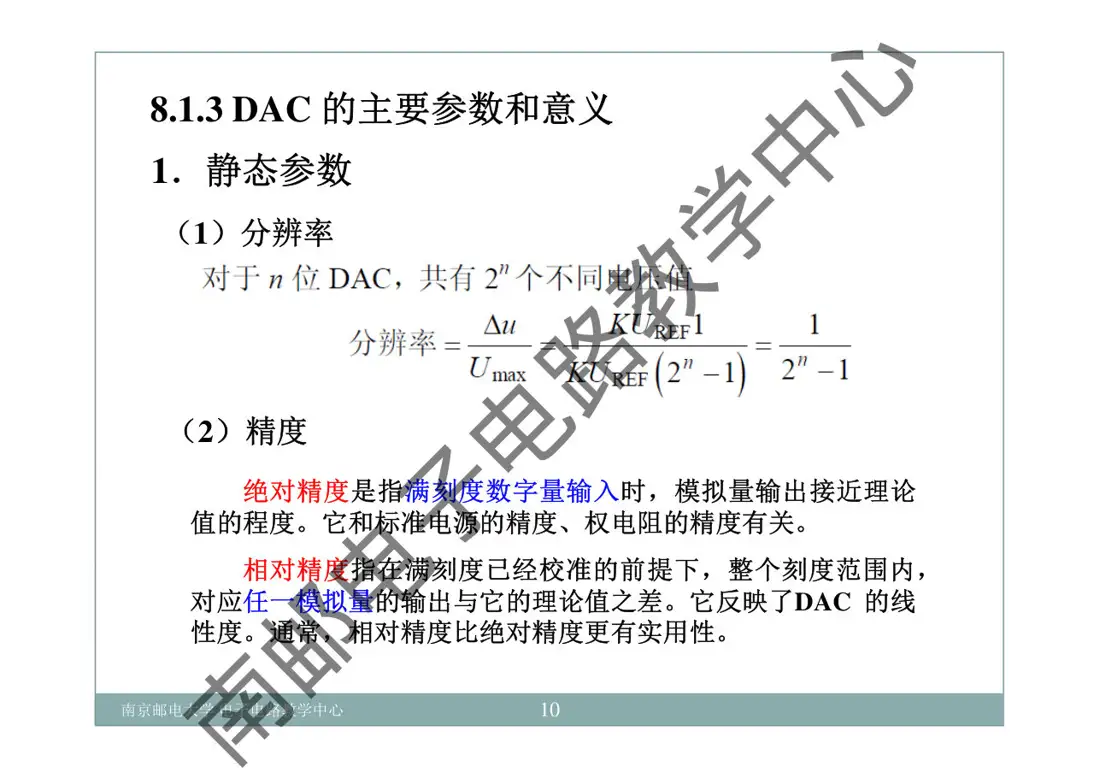 8.1.3 DAC 的主要参数和意义
1．静态参数
（1）分辨率
对于 n 位 DAC，共有 2ⁿ 个不同电压值
分辨率 = Δu / U_max = KU_REF1 / KU_REF(2ⁿ −1) = 1 / 2ⁿ −1
（2）精度
绝对精度是指满刻度数字量输入时，模拟量输出接近理论
值的程度。它和标准电源的精度、权电阻的精度有关。
相对精度指在满刻度已经校准的前提下，整个刻度范围内，
对应任一模拟量的输出与它的理论值之差。它反映了DAC 的线
性度。通常，相对精度比绝对精度更有实用性。
南京邮电大学 电子电路教学中心
10
南邮电子电路教学中心